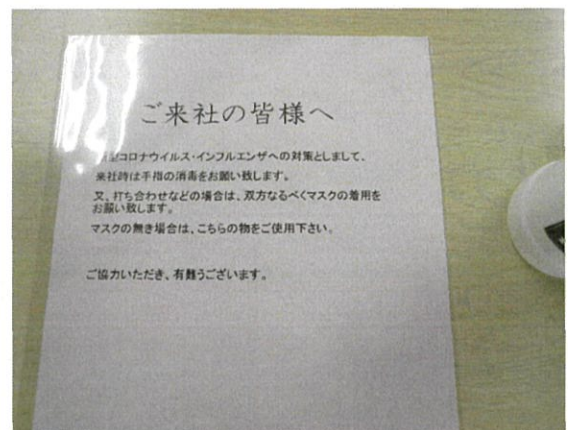 ご来社の皆様へ
コロナウイルス・インフルエンザへの対策としまして、
来社時は手指の消毒をお願い致します。
又、打ち合わせなどの場合は、双方なるべくマスクの着用を
お願い致します。
マスクの無き場合は、こちらの物をご使用下さい。
ご協力いただき、有難うございます。